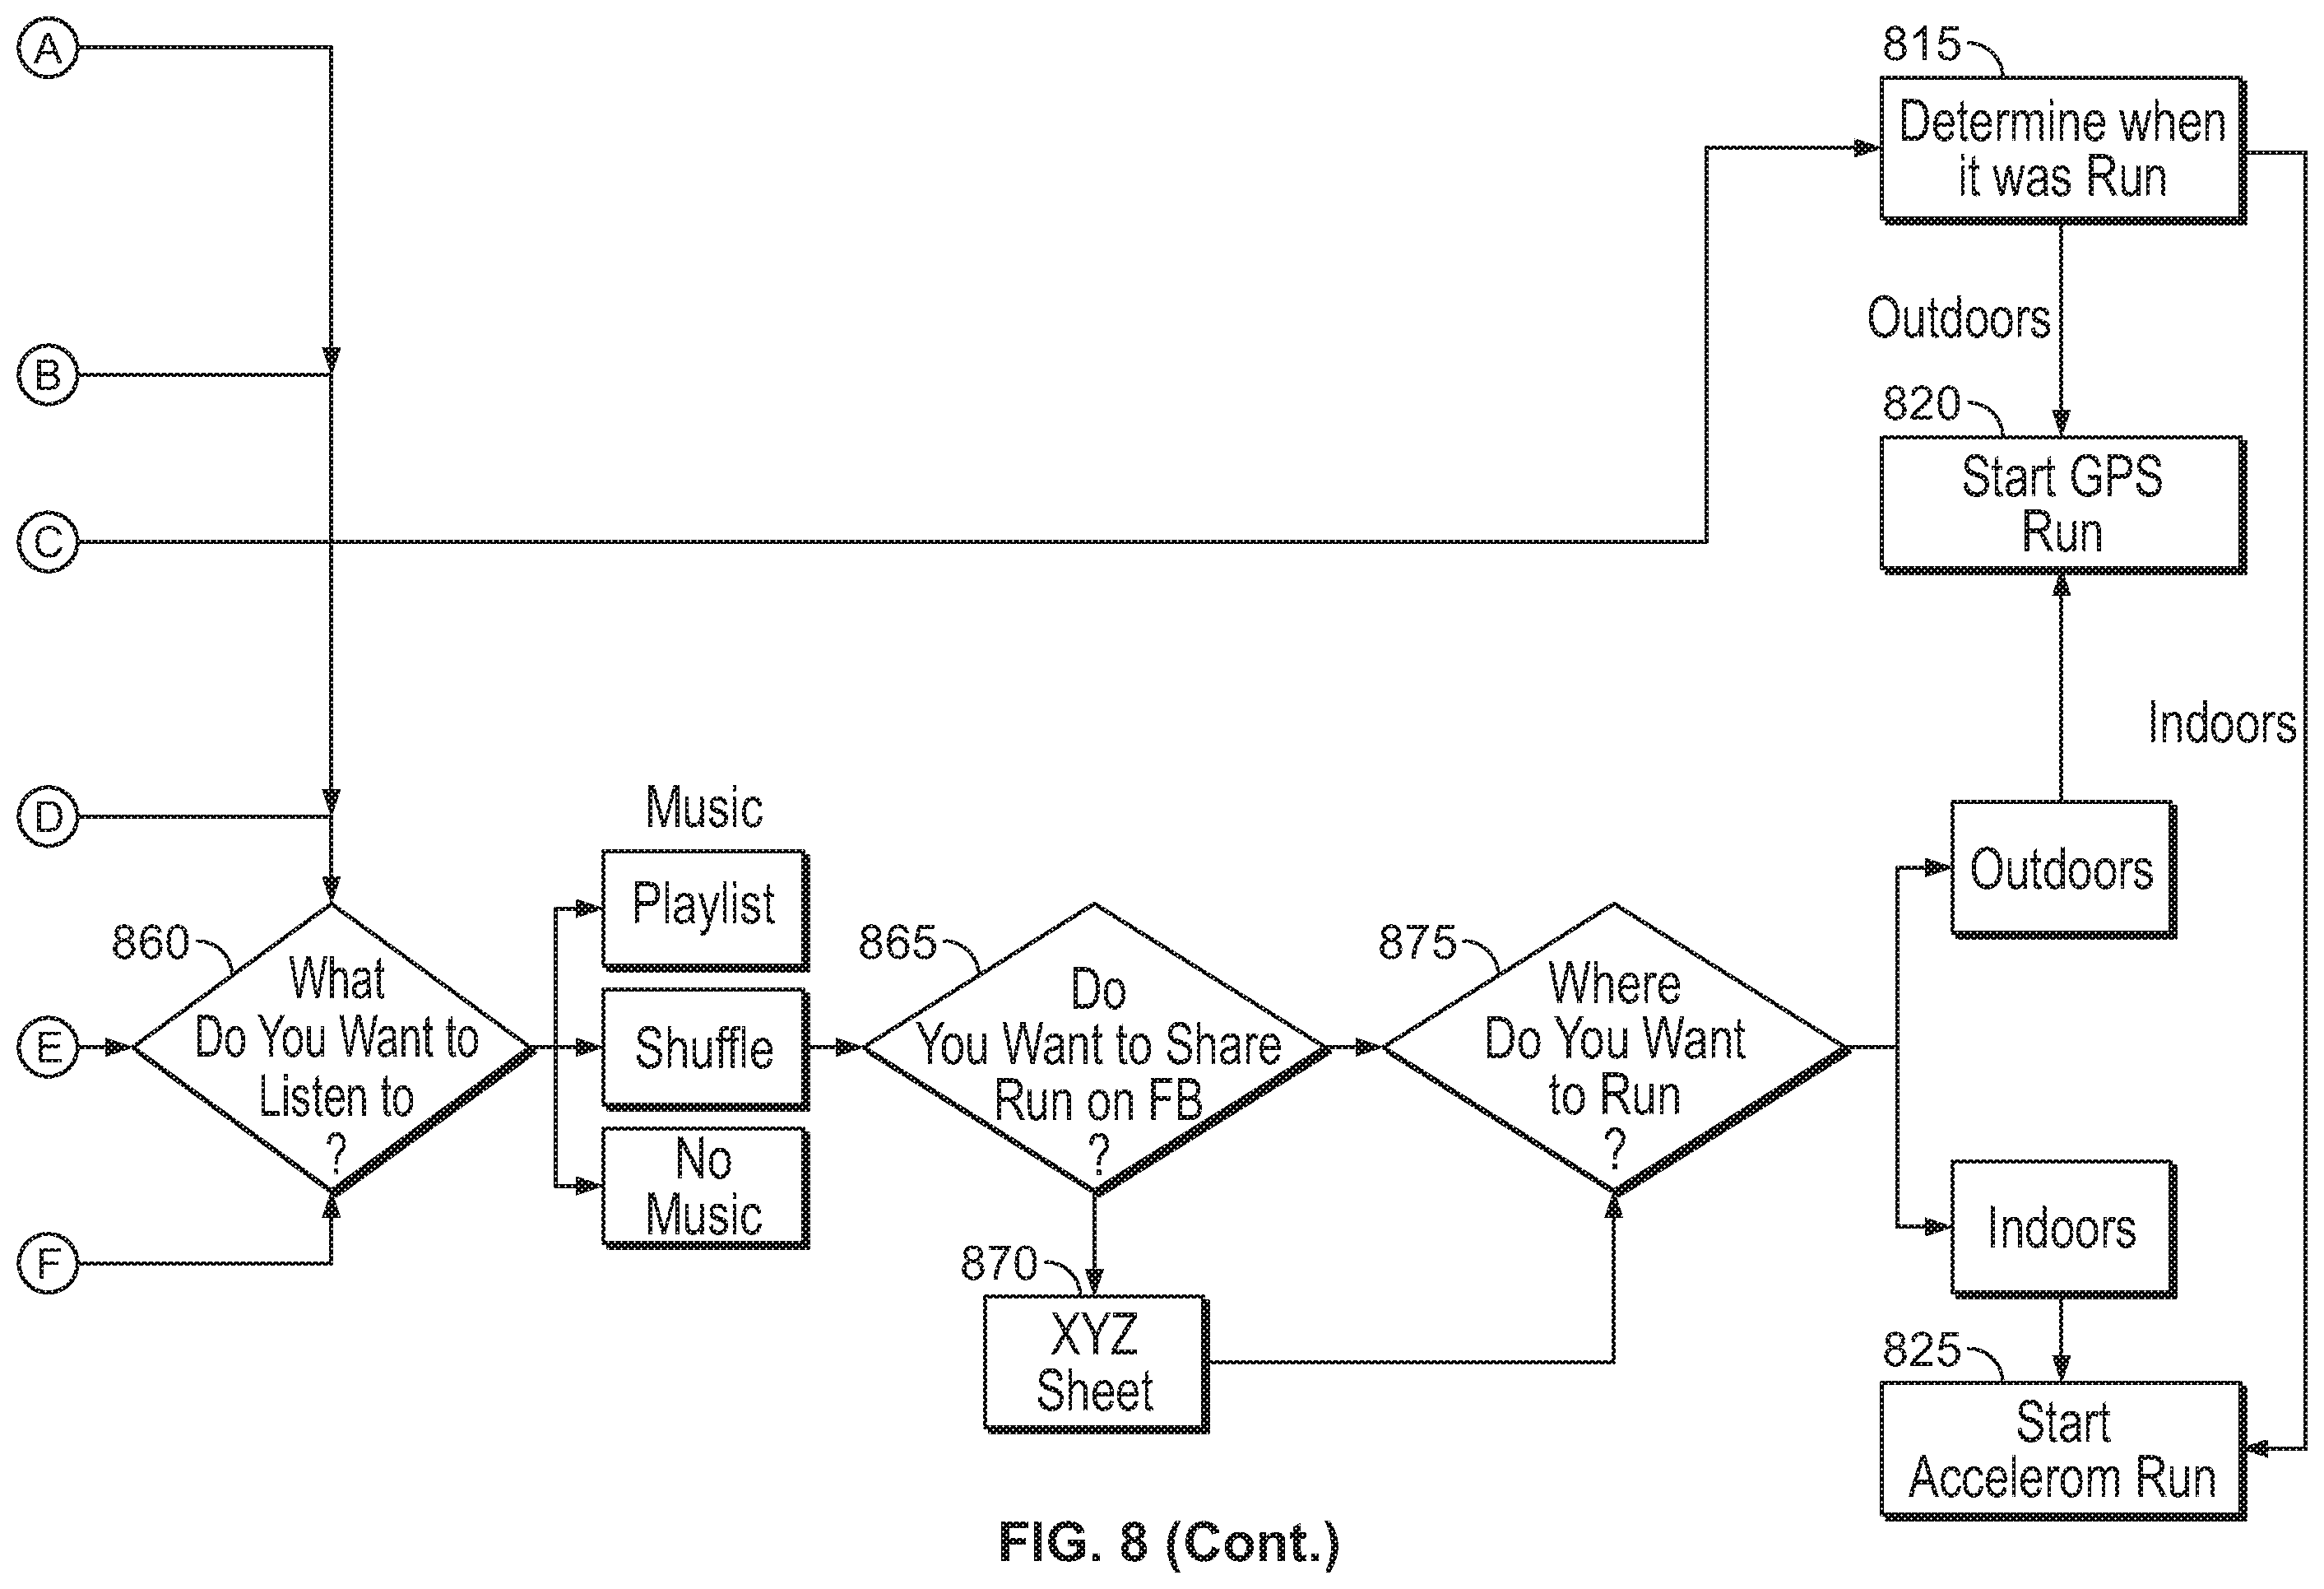 A
815
Determine when
it was Run
Outdoors
B
820
Start GPS
Run
C
Indoors
D
Music
Playlist
Outdoors
860
What
Do You Want to
Listen to
?
865
Do
You Want to Share
Run on FB
?
875
Where
Do You Want
to Run
?
E
Shuffle
No
Music
Indoors
F
870
XYZ
Sheet
825
Start
Accelerom Run
FIG. 8 (Cont.)